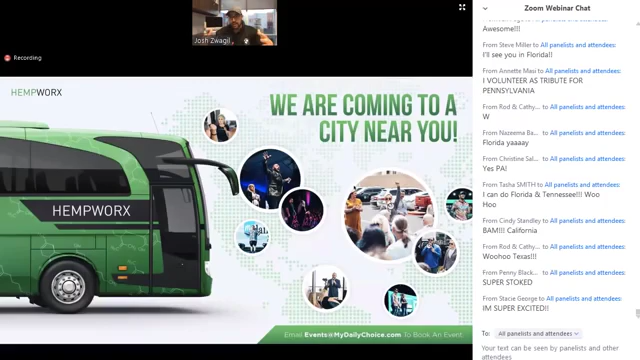 Josh Zwagil
Recording
HEMPWORX
WE ARE COMING TO A
CITY NEAR YOU!
HEMPWORX
Email Events@MyDailyChoice.com To Book An Event.
Zoom Webinar Chat
Awesome!!!
From Steve Miller to All panelists and attendees:
I'll see you in Florida!!
From Annette Masi to All panelists and attendees:
I VOLUNTEER AS TRIBUTE FOR
PENNSYLVANIA
From Rod & Cathy... to All panelists and attendees:
W
From Nazeema Ba... to All panelists and attendees:
Florida yaaaay
From Christine Sal... to All panelists and attendees:
Yes PA!
From Tasha SMITH to All panelists and attendees:
I can do Florida & Tennessee!!! Woo
Hoo
From Cindy Standley to All panelists and attendees:
BAM!!! California
From Rod & Cathy... to All panelists and attendees:
Woohoo Texas!!!
From Penny Black... to All panelists and attendees:
SUPER STOKED
From Stacie George to All panelists and attendees:
IM SUPER EXCITED!!
To: All panelists and attendees
Your text can be seen by panelists and other
attendees